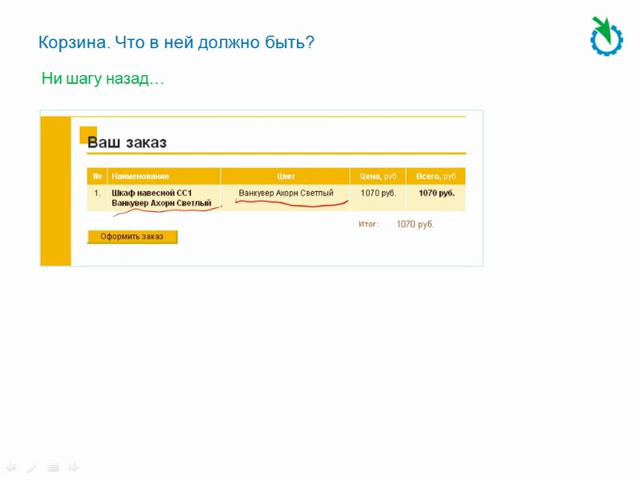 Корзина. Что в ней должно быть?
Ни шагу назад…
Ваш заказ
№ Наименование Цвет Цена, руб Всего, руб
1. Шкаф навесной СС1 Ванкувер Ахорн Светлый 1070 руб. 1070 руб.
Ванкувер Ахорн Светлый
Итог: 1070 руб.
Оформить заказ